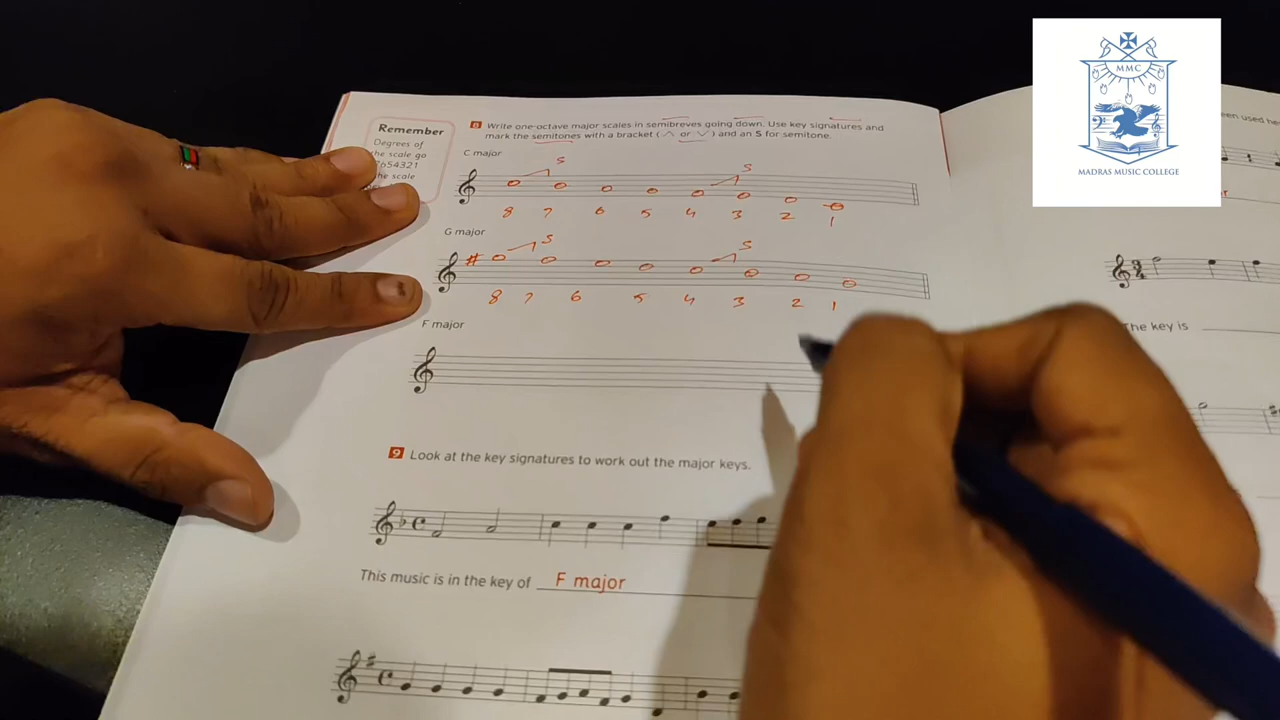 MMC
MADRAS MUSIC COLLEGE
Remember
Degrees of
the scale go
7654321
the scale
8 Write one-octave major scales in semibreves going down. Use key signatures and
mark the semitones with a bracket ( or ) and an S for semitone.
C major
S S
8 7 6 5 4 3 2 1
G major
S S
8 7 6 5 4 3 2 1
F major
9 Look at the key signatures to work out the major keys.
This music is in the key of F major
The key is